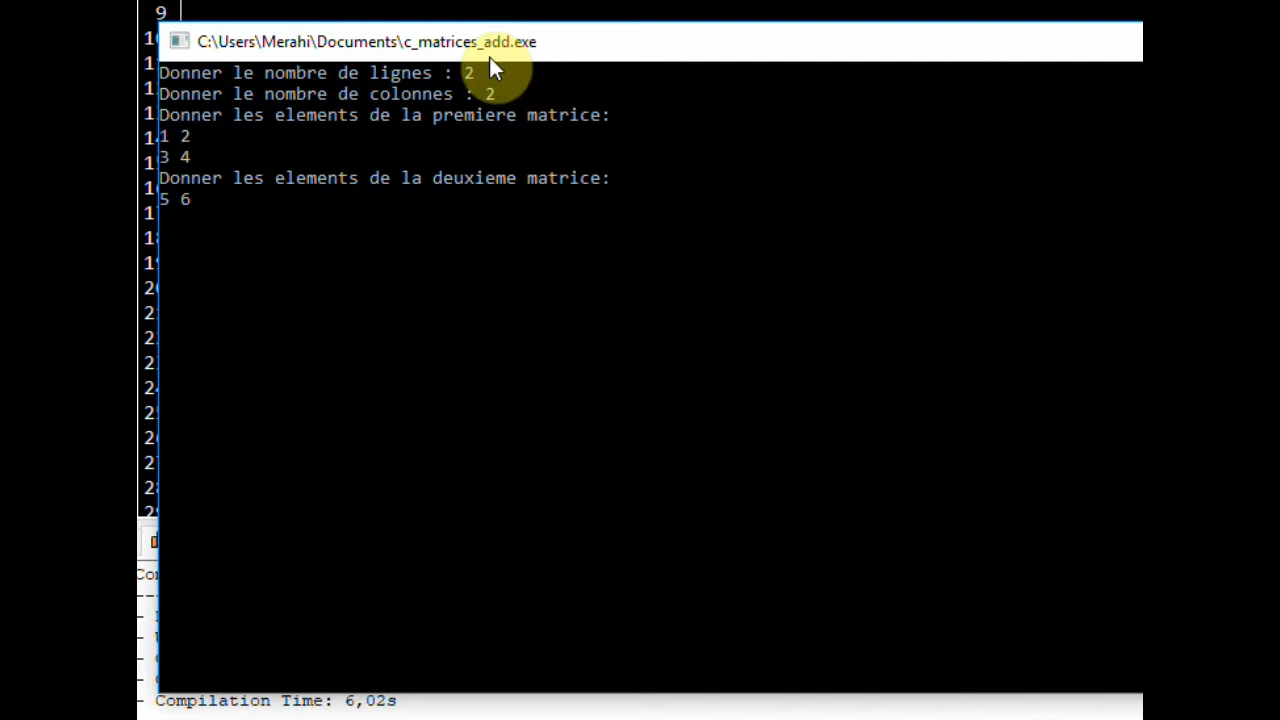 9
C:\Users\Merahi\Documents\c_matrices_add.exe
Donner le nombre de lignes : 2
Donner le nombre de colonnes : 2
Donner les elements de la premiere matrice:
1 2
3 4
Donner les elements de la deuxieme matrice:
5 6
Compilation Time: 6,02s